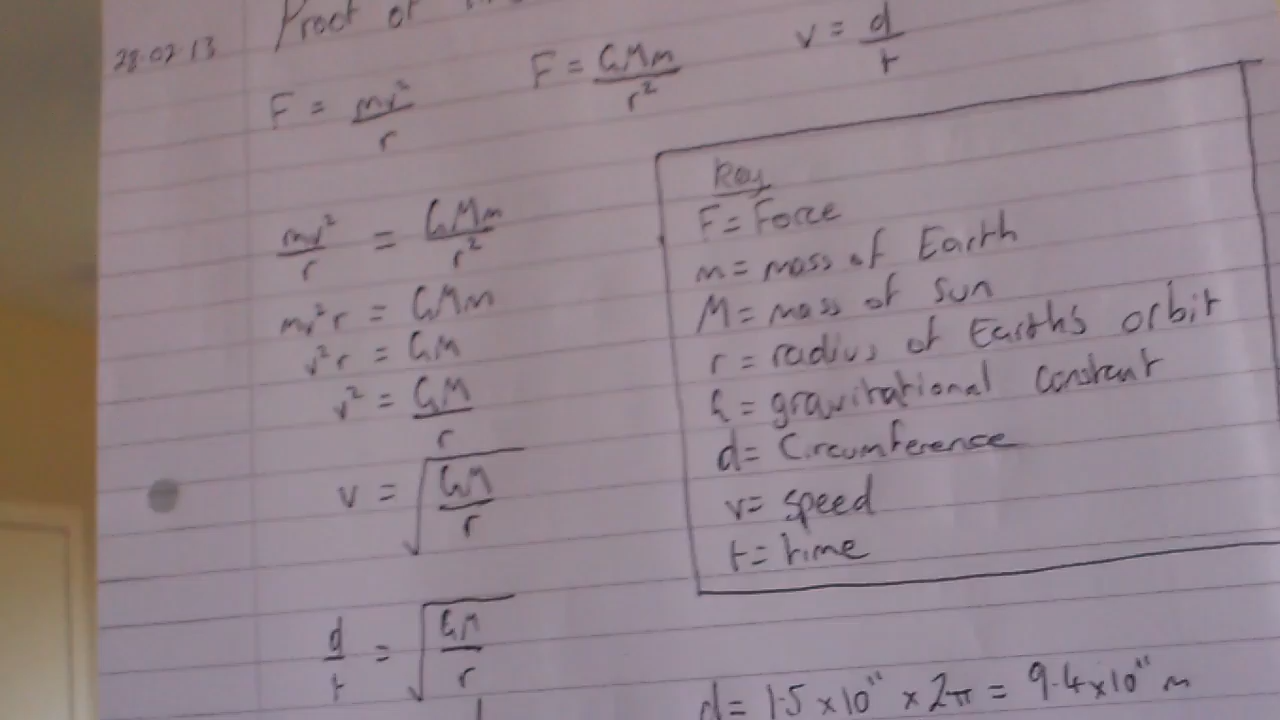 28.02.13 Proof of
F = mv²/r F = GMm/r² v = d/t
mv²/r = GMm/r²
mv²r = GMm
v²r = GM
v² = GM/r
v = √(GM/r)
d/t = √(GM/r)
Key
F = Force
m = mass of Earth
M = mass of Sun
r = radius of Earth's orbit
G = gravitational constant
d = Circumference
v = speed
t = time
d = 1.5 × 10¹¹ × 2π = 9.4 × 10¹¹ m